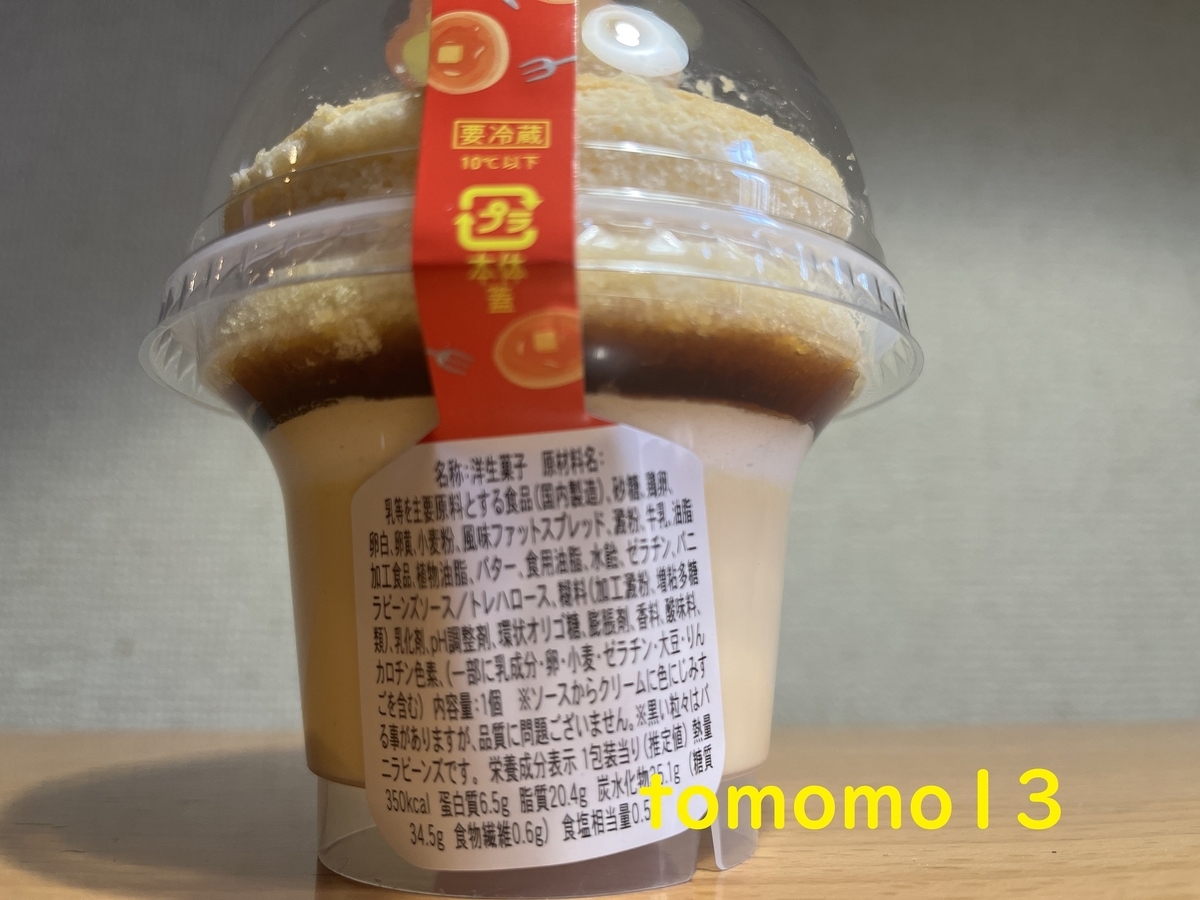 要冷蔵
10℃以下
プラ
本体
蓋
名称:洋生菓子 原材料名:
乳等を主要原料とする食品(国内製造)、砂糖、鶏卵、
卵白、卵黄、小麦粉、風味ファットスプレッド、澱粉、牛乳、油脂
加工食品、植物油脂、バター、食用油脂、水飴、ゼラチン、バニ
ラビーンズソース/トレハロース、糊料(加工澱粉、増粘多糖
類)、乳化剤、pH調整剤、環状オリゴ糖、膨脹剤、香料、酸味料、
カロチン色素、(一部に乳成分・卵・小麦・ゼラチン・大豆・りん
ごを含む) 内容量:1個 ※ソースからクリームに色にじみす
る事がありますが、品質に問題ございません。※黒い粒々はバ
ニラビーンズです。 栄養成分表示 1包装当り(推定値) 熱量
350kcal 蛋白質6.5g 脂質20.4g 炭水化物35.1g (糖質
34.5g 食物繊維0.6g) 食塩相当量0.5
tomomo13